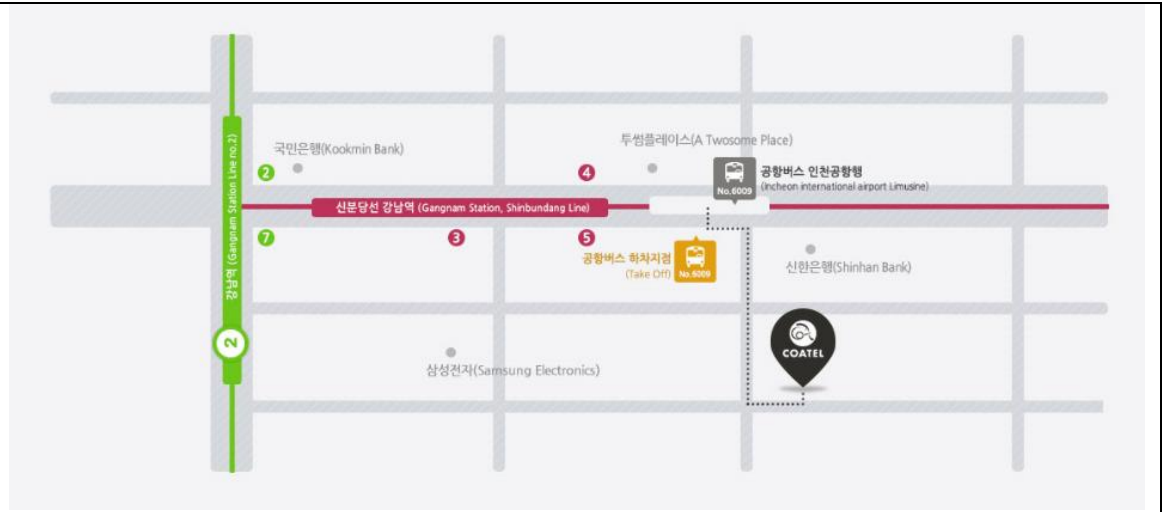 강남역 (Gangnam Station Line no.2)
2
국민은행(Kookmin Bank)
2
투썸플레이스(A Twosome Place)
4
No.6009
공항버스 인천공항행
(Incheon international airport Limusine)
신분당선 강남역 (Gangnam Station, Shinbundang Line)
7
3
5
공항버스 하차지점
(Take Off)
No.6009
신한은행(Shinhan Bank)
COATEL
삼성전자(Samsung Electronics)